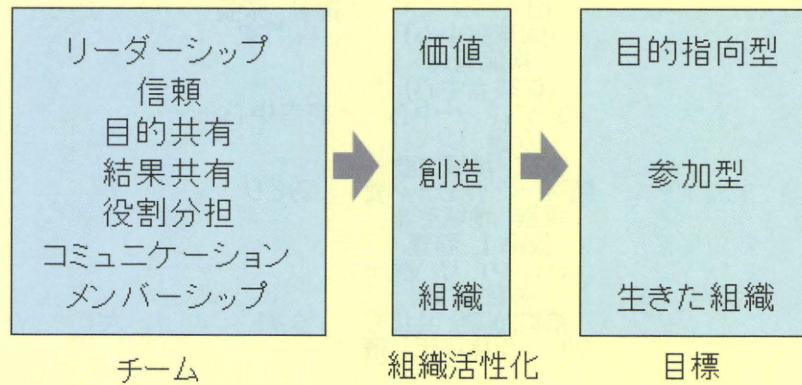 リーダーシップ
信頼
目的共有
結果共有
役割分担
コミュニケーション
メンバーシップ
チーム
価値
創造
組織
組織活性化
目的指向型
参加型
生きた組織
目標